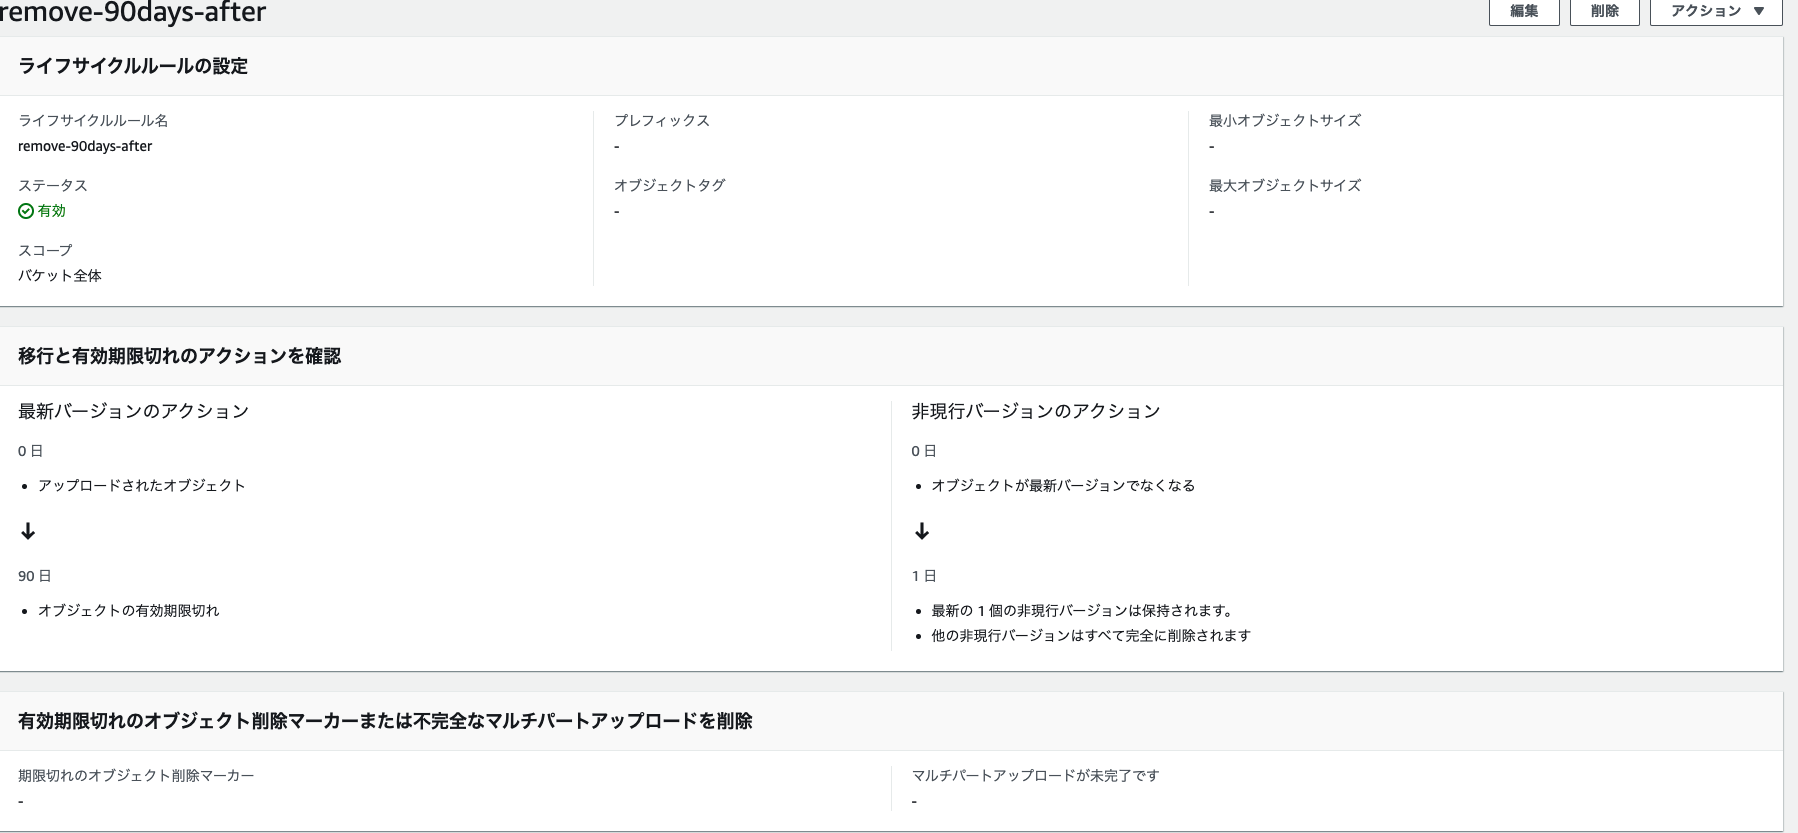 remove-90days-after
編集
削除
アクション ▼
ライフサイクルルールの設定
ライフサイクルルール名
remove-90days-after
ステータス
有効
スコープ
バケット全体
プレフィックス
-
オブジェクトタグ
-
最小オブジェクトサイズ
-
最大オブジェクトサイズ
-
移行と有効期限切れのアクションを確認
最新バージョンのアクション
0 日
• アップロードされたオブジェクト
↓
90 日
• オブジェクトの有効期限切れ
非現行バージョンのアクション
0 日
• オブジェクトが最新バージョンでなくなる
↓
1 日
• 最新の 1 個の非現行バージョンは保持されます。
• 他の非現行バージョンはすべて完全に削除されます
有効期限切れのオブジェクト削除マーカーまたは不完全なマルチパートアップロードを削除
期限切れのオブジェクト削除マーカー
-
マルチパートアップロードが未完了です
-